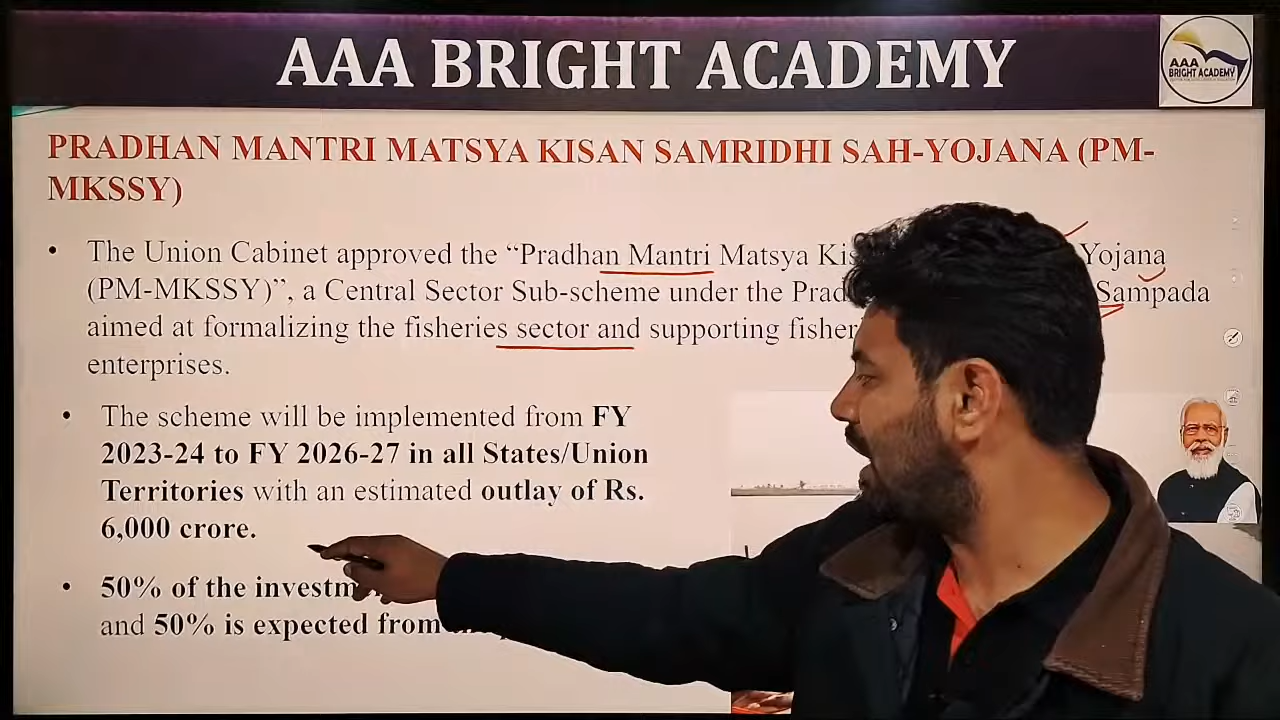 AAA BRIGHT ACADEMY
AAA
BRIGHT ACADEMY
PRADHAN MANTRI MATSYA KISAN SAMRIDHI SAH-YOJANA (PM-
MKSSY)
• The Union Cabinet approved the “Pradhan Mantri Matsya Kis Yojana
(PM-MKSSY)”, a Central Sector Sub-scheme under the Prad Sampada
aimed at formalizing the fisheries sector and supporting fisher
enterprises.
• The scheme will be implemented from FY
2023-24 to FY 2026-27 in all States/Union
Territories with an estimated outlay of Rs.
6,000 crore.
• 50% of the investm
and 50% is expected from